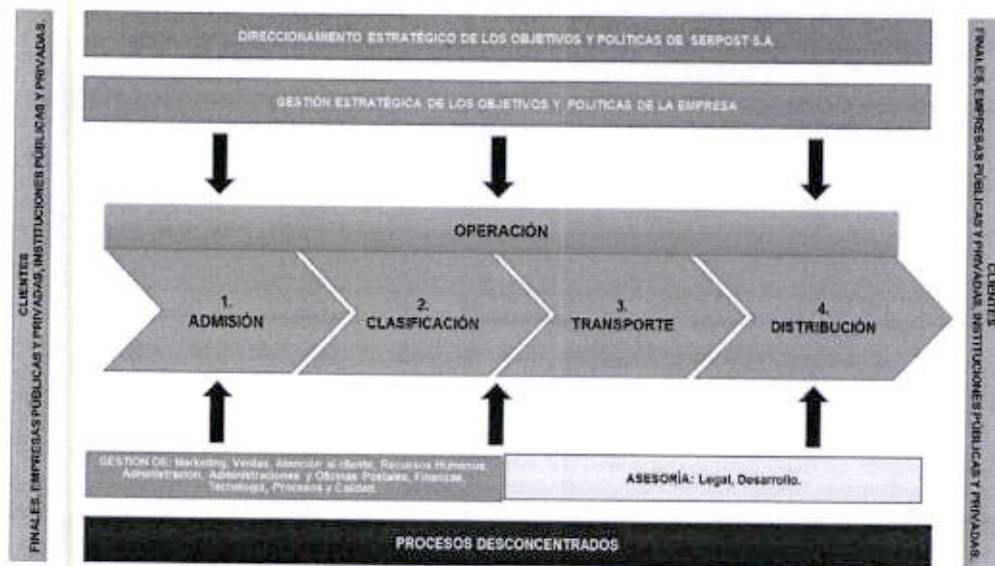 CLIENTES
FINALES, EMPRESAS PÚBLICAS Y PRIVADAS, INSTITUCIONES PÚBLICAS Y PRIVADAS.
DIRECCIONAMIENTO ESTRATÉGICO DE LOS OBJETIVOS Y POLÍTICAS DE SERPOST S.A.
GESTIÓN ESTRATÉGICA DE LOS OBJETIVOS Y POLITICAS DE LA EMPRESA
OPERACIÓN
1.
ADMISIÓN
2.
CLASIFICACIÓN
3.
TRANSPORTE
4.
DISTRIBUCIÓN
GESTION DE: Marketing, Ventas, Atención al cliente, Recursos Humanos,
Administración, Administraciones y Oficinas Postales, Finanzas,
Tecnología, Procesos y Calidad.
ASESORÍA: Legal, Desarrollo.
PROCESOS DESCONCENTRADOS
CLIENTES
FINALES, EMPRESAS PÚBLICAS Y PRIVADAS, INSTITUCIONES PÚBLICAS Y PRIVADAS.